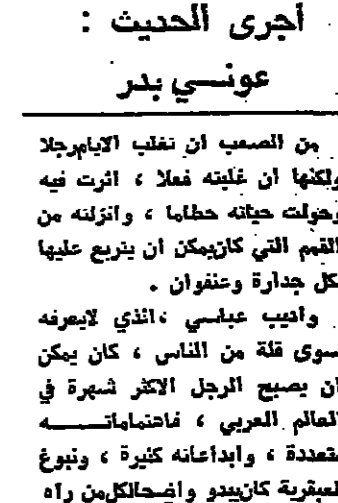 أجرى الحديث :
عونـــي بدر
من الصعب ان تغلب الايام رجلا
ولكنها ان غلبته فعلا ، اثرت فيه
وحولت حياته حطاما ، وانزلته من
القمم التي كان يمكن ان يتربع عليها
بكل جدارة وعنفوان .
واديب عباسي ، الذي لايعرفه
سوى قلة من الناس ، كان يمكن
ان يصبح الرجل الاكثر شهرة في
العالم العربي ، فاهتماماتـــــه
متعددة ، وابداعاته كثيرة ، ونبوغ
العبقرية كان يبدو واضحا لكل من رآه